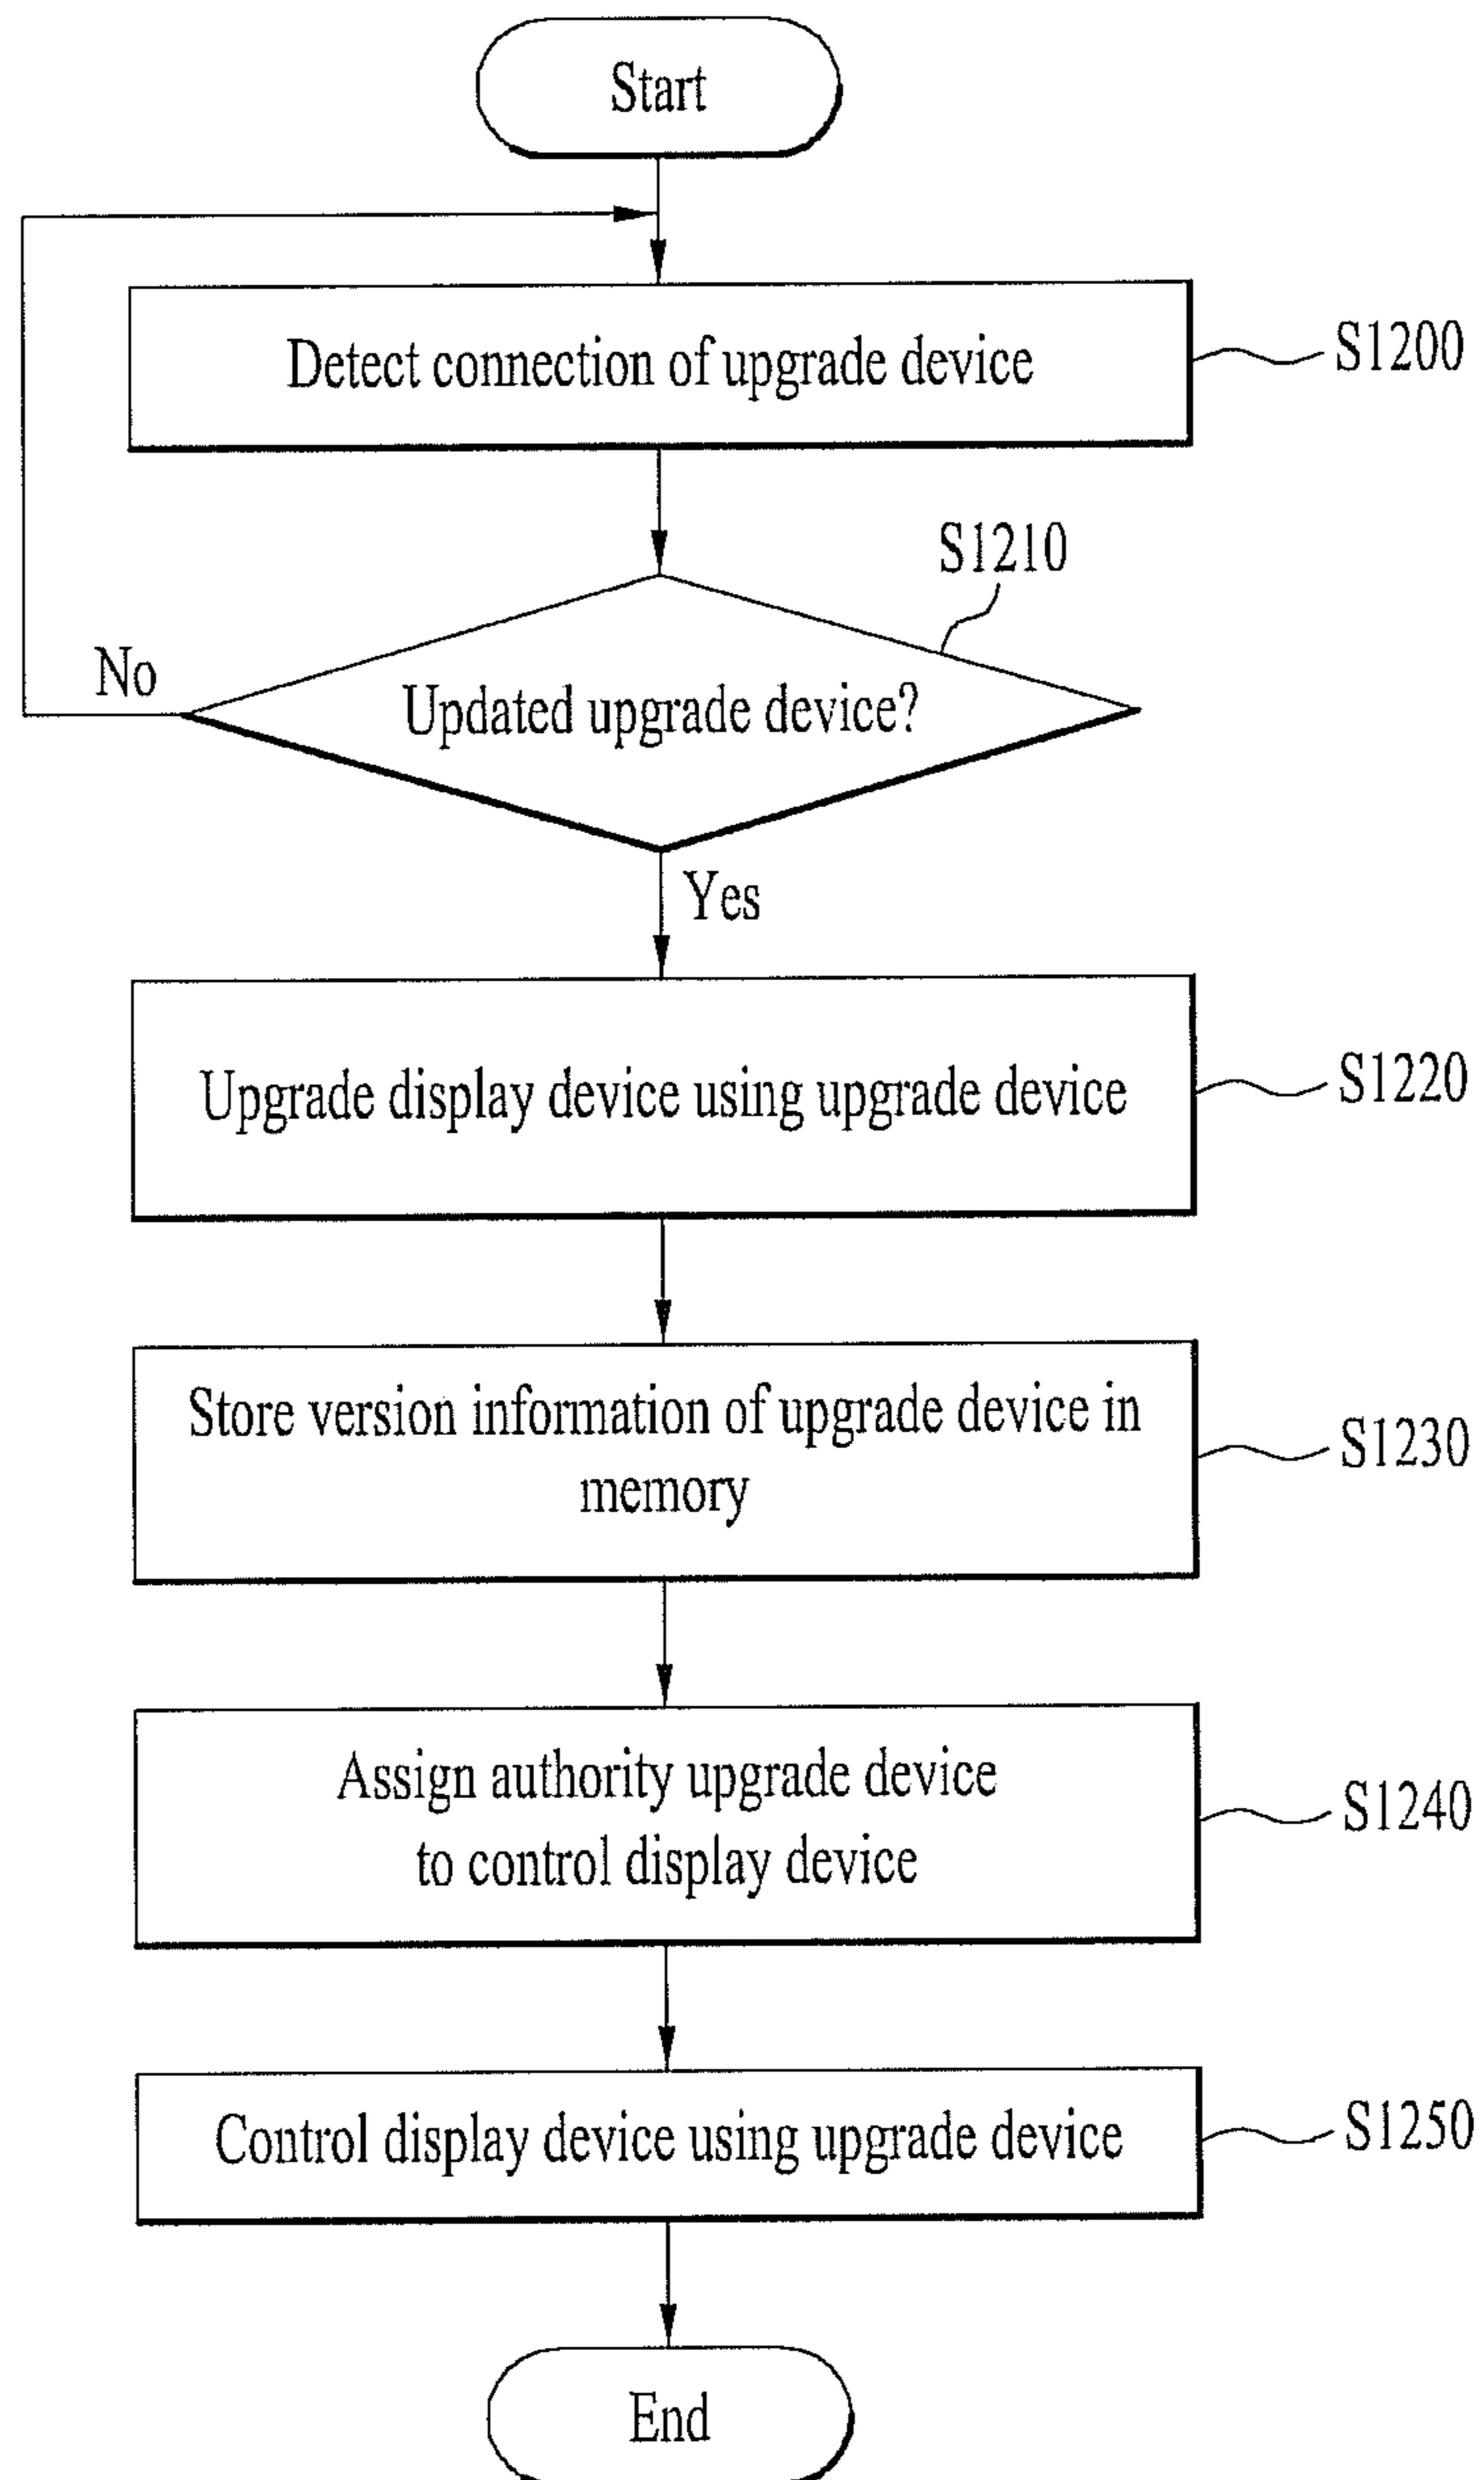 Start
Detect connection of upgrade device
S1200
S1210
No
Updated upgrade device?
Yes
Upgrade display device using upgrade device
S1220
Store version information of upgrade device in
memory
S1230
Assign authority upgrade device
to control display device
S1240
Control display device using upgrade device
S1250
End